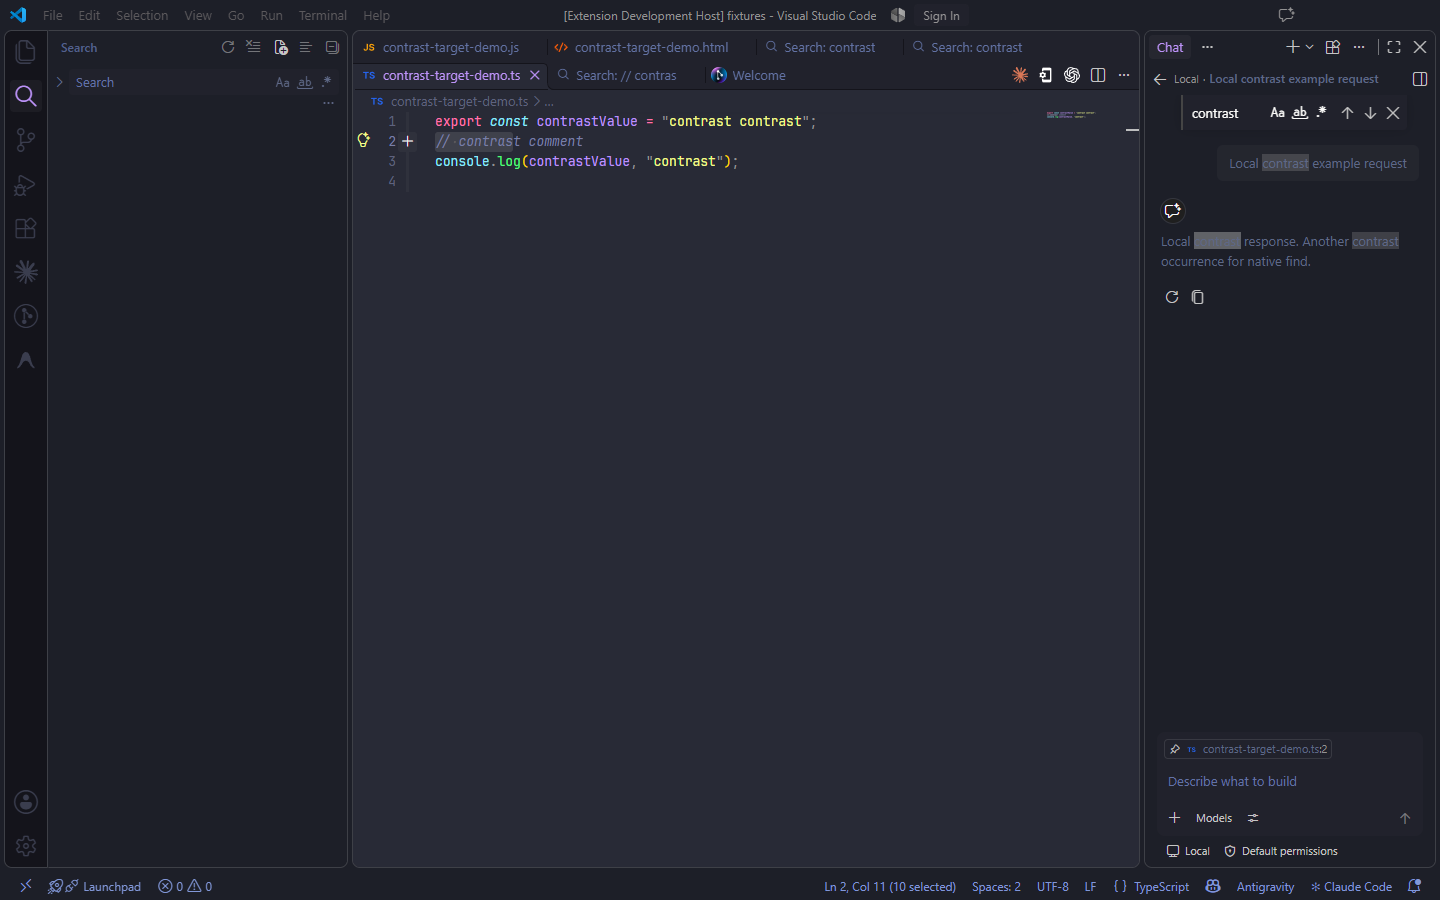 File Edit Selection View Go Run Terminal Help
[Extension Development Host] fixtures - Visual Studio Code
Sign In
Search
Search
Aa ab .*
JS contrast-target-demo.js
contrast-target-demo.html
Search: contrast
Search: contrast
TS contrast-target-demo.ts
Search: // contras
Welcome
TS contrast-target-demo.ts > ...
1 export const contrastValue = "contrast contrast";
2 // contrast comment
3 console.log(contrastValue, "contrast");
4
Chat
Local · Local contrast example request
contrast Aa ab .*
Local contrast example request
Local contrast response. Another contrast
occurrence for native find.
TS contrast-target-demo.ts:2
Describe what to build
Models
Local Default permissions
Launchpad 0 0
Ln 2, Col 11 (10 selected) Spaces: 2 UTF-8 LF { } TypeScript Antigravity Claude Code